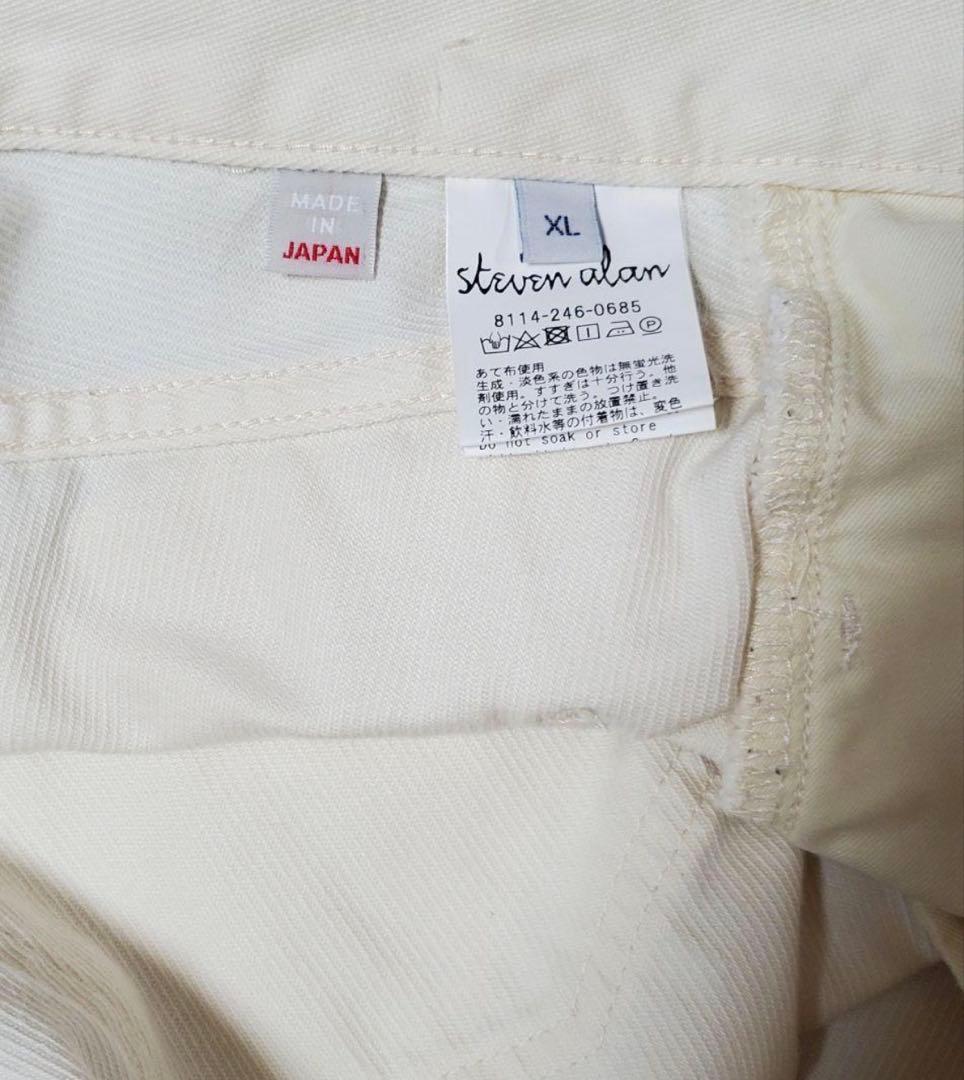 MADE
IN
JAPAN
XL
steven alan
8114-246-0685
P
あて布使用
生成・淡色系の色物は無蛍光洗
剤使用。すすぎは十分行う。他
の物と分けて洗う。つけ置き洗
い・濡れたままの放置禁止。
汗・飲料水等の付着物は、変色
Do not soak or store